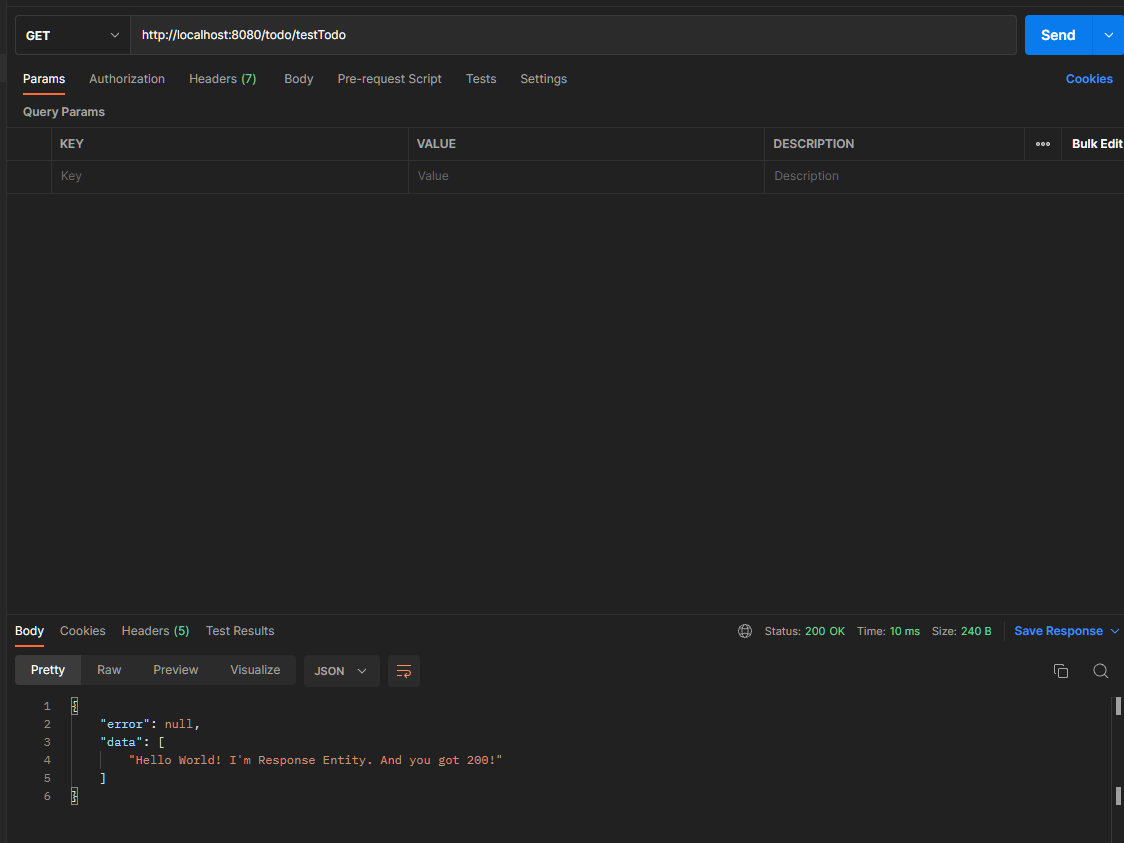 GET http://localhost:8080/todo/testTodo Send
Params Authorization Headers (7) Body Pre-request Script Tests Settings Cookies
Query Params
KEY VALUE DESCRIPTION ooo Bulk Edit
Key Value Description
Body Cookies Headers (5) Test Results Status: 200 OK Time: 10 ms Size: 240 B Save Response
Pretty Raw Preview Visualize JSON
1 {
2 "error": null,
3 "data": [
4 "Hello World! I'm Response Entity. And you got 200!"
5 ]
6 }